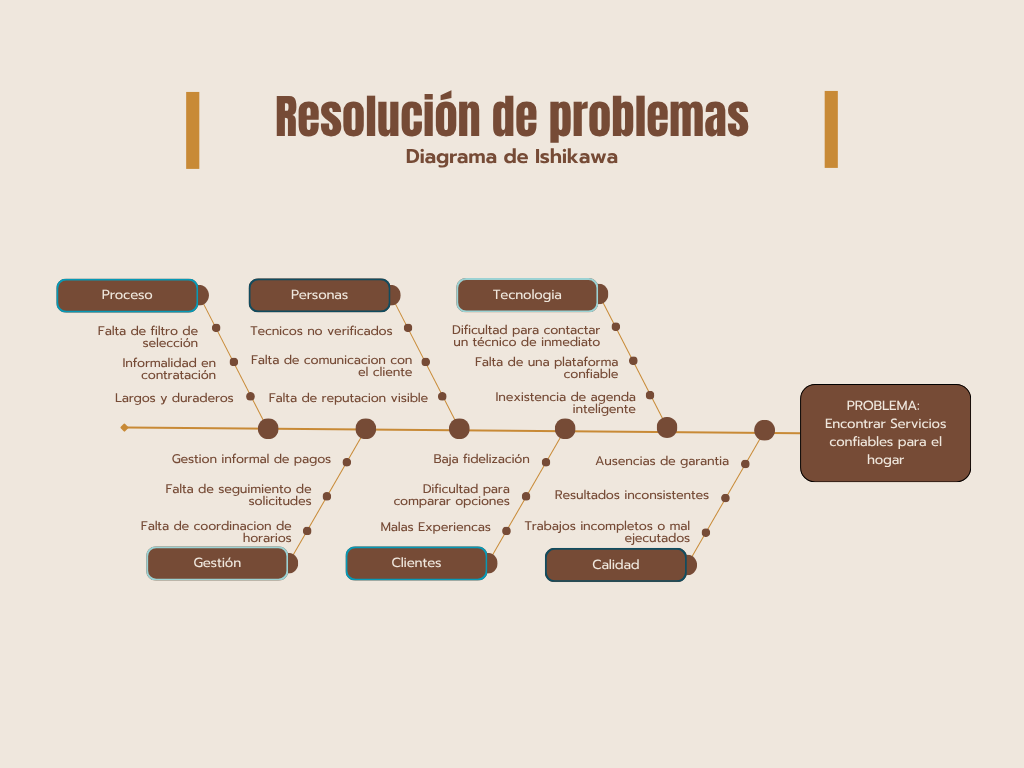 Resolución de problemas
Diagrama de Ishikawa
Proceso
Falta de filtro de
selección
Informalidad en
contratación
Largos y duraderos
Personas
Tecnicos no verificados
Falta de comunicacion con
el cliente
Falta de reputacion visible
Tecnologia
Dificultad para contactar
un técnico de inmediato
Falta de una plataforma
confiable
Inexistencia de agenda
inteligente
PROBLEMA:
Encontrar Servicios
confiables para el
hogar
Gestion informal de pagos
Falta de seguimiento de
solicitudes
Falta de coordinacion de
horarios
Gestión
Baja fidelización
Dificultad para
comparar opciones
Malas Experiencas
Clientes
Ausencias de garantia
Resultados inconsistentes
Trabajos incompletos o mal
ejecutados
Calidad